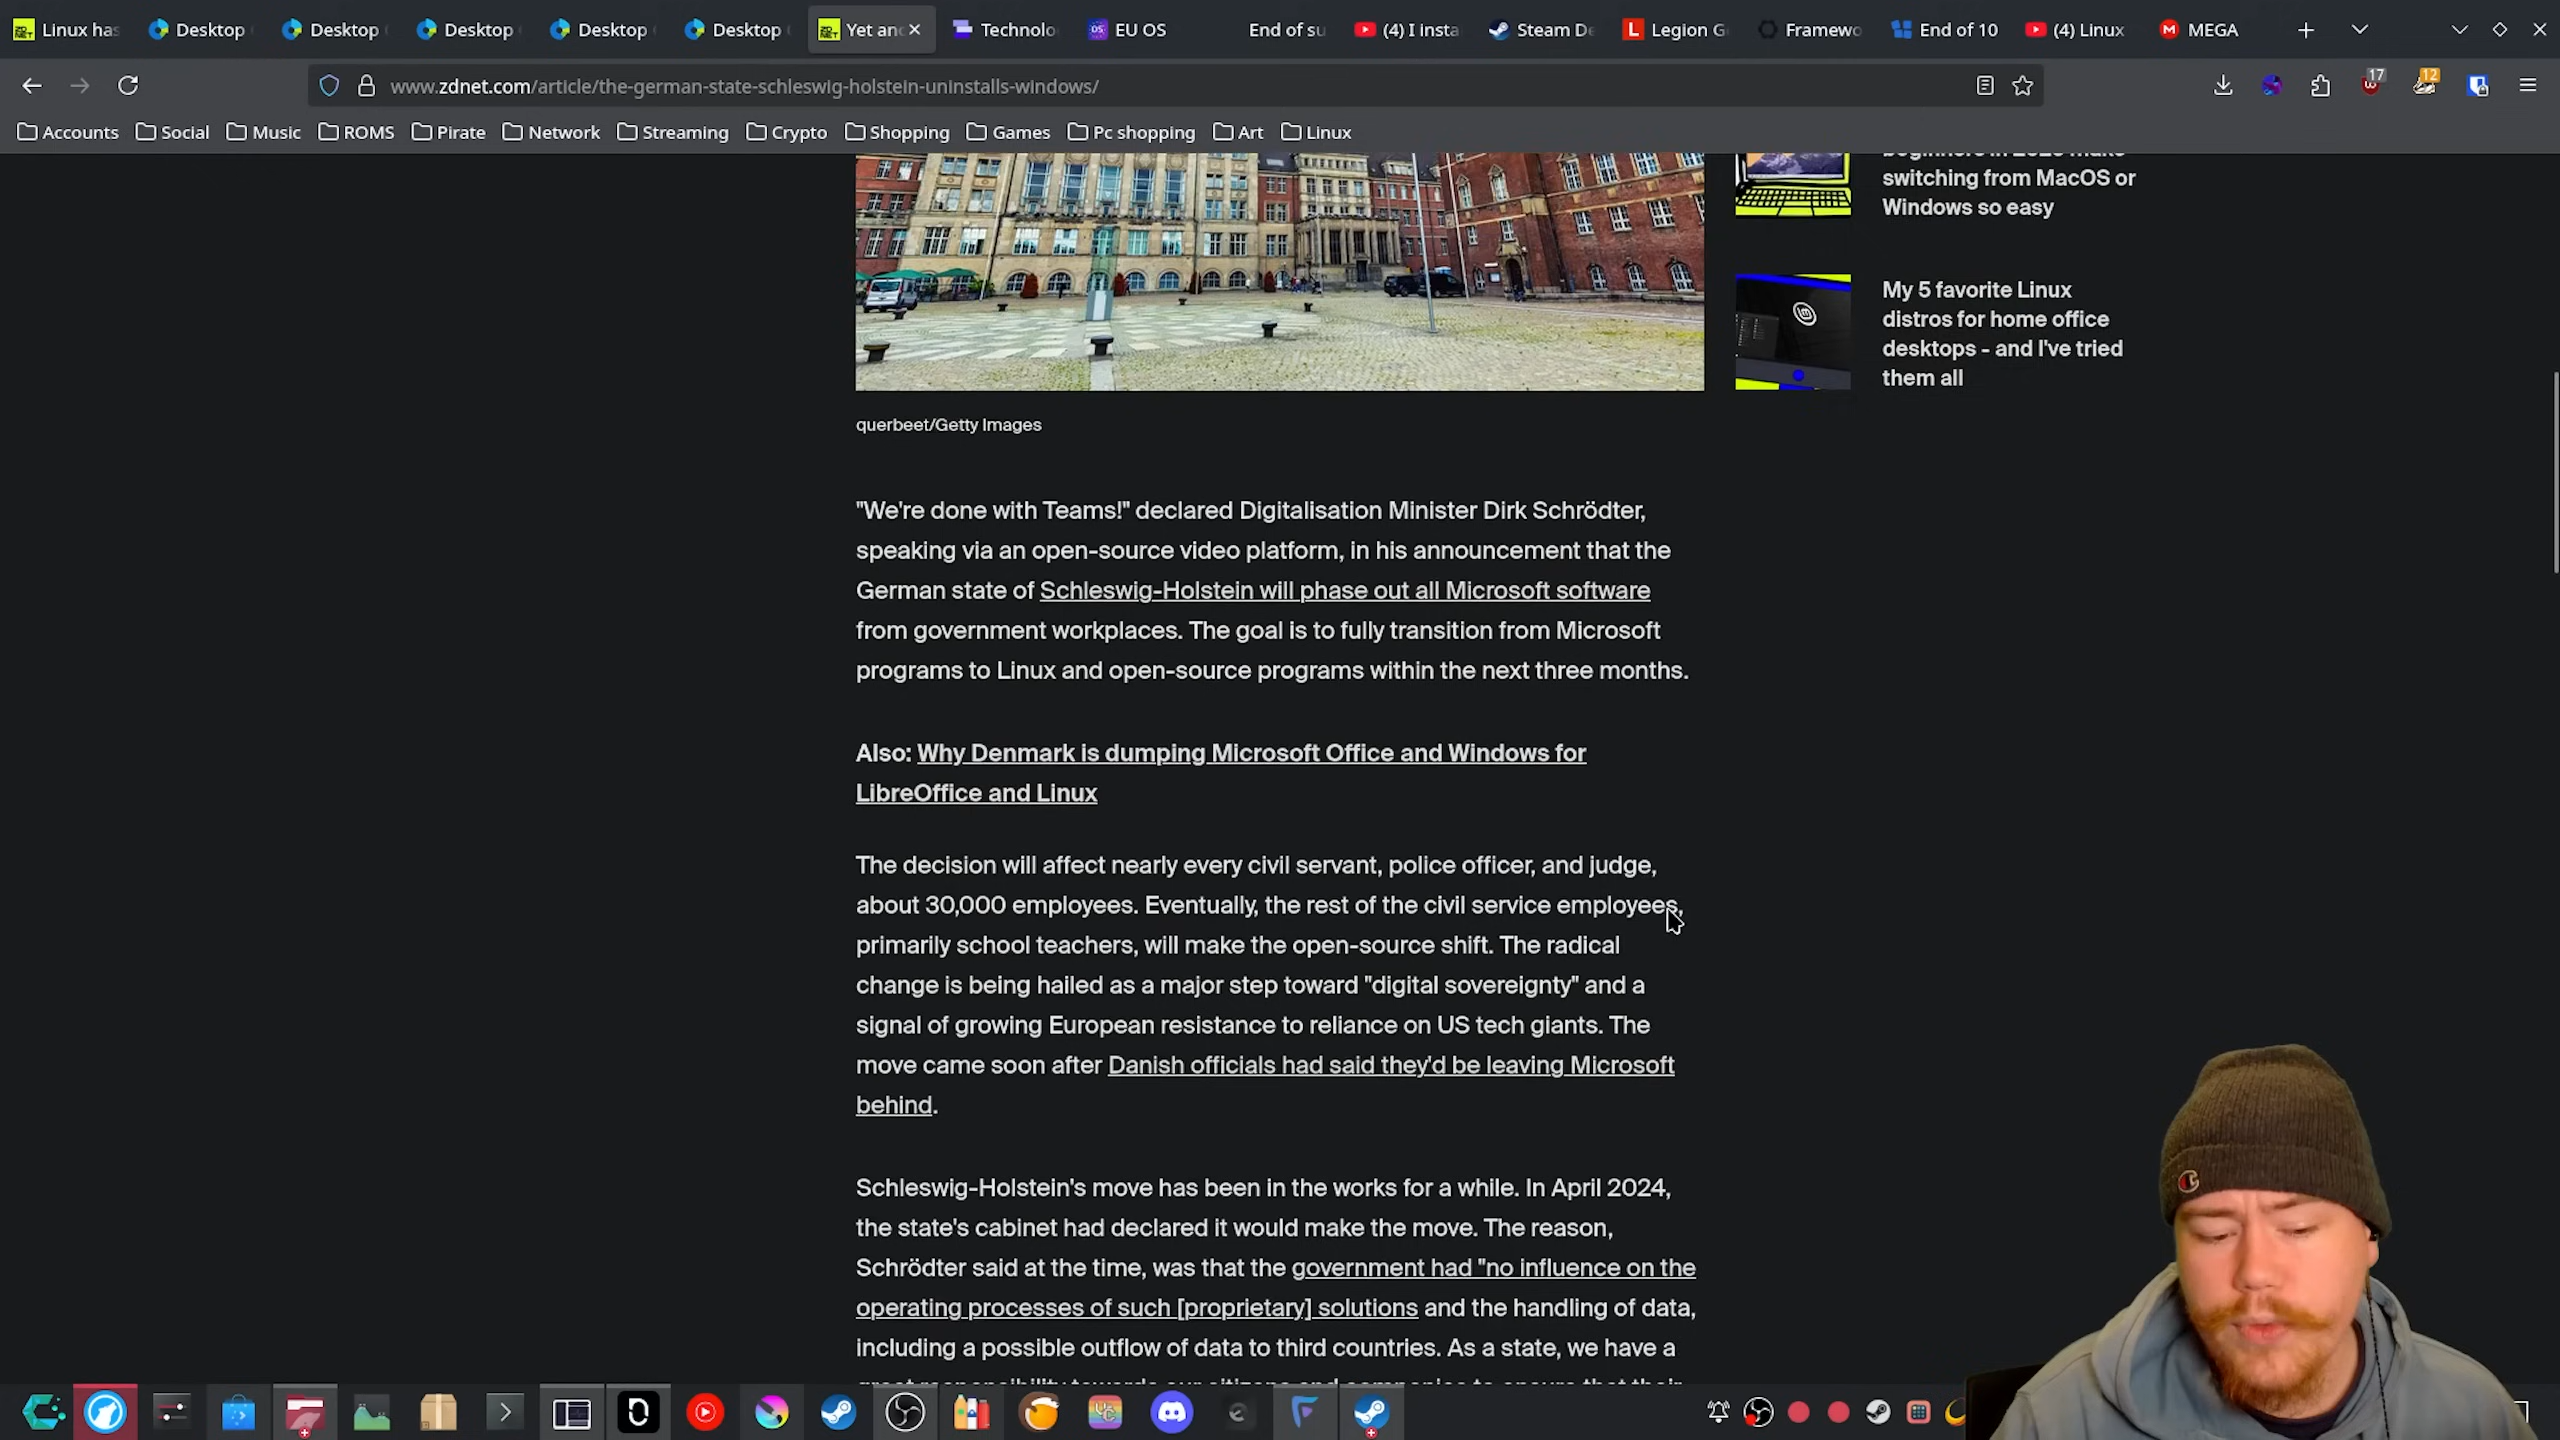 Linux has
Desktop
Desktop
Desktop
Desktop
Desktop
Yet and
Technolo
EU OS
End of su
(4) I insta
Steam De
Legion G
Framewo
End of 10
(4) Linux
MEGA
www.zdnet.com/article/the-german-state-schleswig-holstein-uninstalls-windows/
17
12
Accounts
Social
Music
ROMS
Pirate
Network
Streaming
Crypto
Shopping
Games
Pc shopping
Art
Linux
switching from MacOS or
Windows so easy
My 5 favorite Linux
distros for home office
desktops - and I've tried
them all
querbeet/Getty Images
"We're done with Teams!" declared Digitalisation Minister Dirk Schrödter,
speaking via an open-source video platform, in his announcement that the
German state of Schleswig-Holstein will phase out all Microsoft software
from government workplaces. The goal is to fully transition from Microsoft
programs to Linux and open-source programs within the next three months.
Also: Why Denmark is dumping Microsoft Office and Windows for
LibreOffice and Linux
The decision will affect nearly every civil servant, police officer, and judge,
about 30,000 employees. Eventually, the rest of the civil service employees,
primarily school teachers, will make the open-source shift. The radical
change is being hailed as a major step toward "digital sovereignty" and a
signal of growing European resistance to reliance on US tech giants. The
move came soon after Danish officials had said they'd be leaving Microsoft
behind.
Schleswig-Holstein's move has been in the works for a while. In April 2024,
the state's cabinet had declared it would make the move. The reason,
Schrödter said at the time, was that the government had "no influence on the
operating processes of such [proprietary] solutions and the handling of data,
including a possible outflow of data to third countries. As a state, we have a